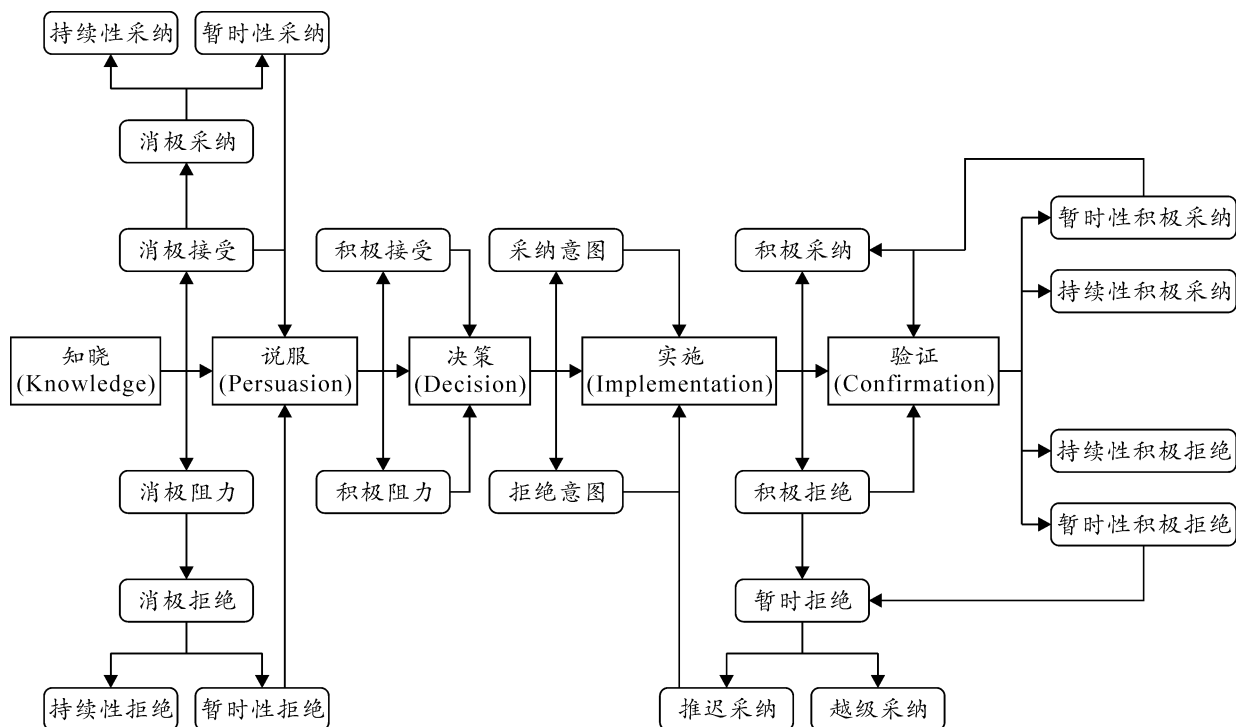 持续性采纳
暂时性采纳
消极采纳
暂时性积极采纳
消极接受
积极接受
采纳意图
积极采纳
持续性积极采纳
知晓
(Knowledge)
说服
(Persuasion)
决策
(Decision)
实施
(Implementation)
验证
(Confirmation)
持续性积极拒绝
消极阻力
积极阻力
拒绝意图
积极拒绝
暂时性积极拒绝
消极拒绝
暂时拒绝
持续性拒绝
暂时性拒绝
推迟采纳
越级采纳